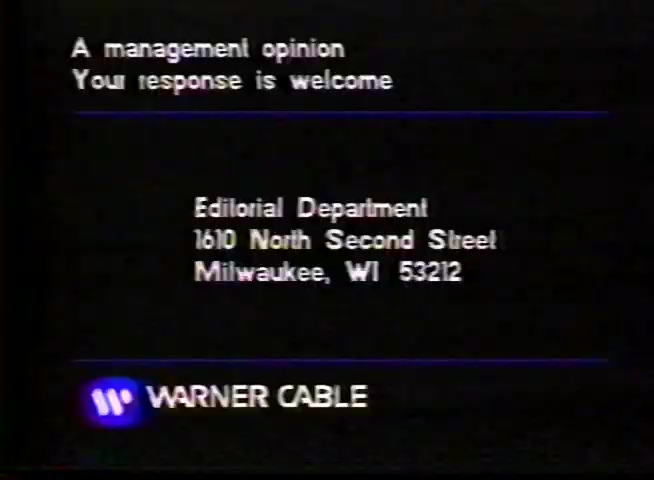 A management opinion
Your response is welcome
Editorial Department
1610 North Second Street
Milwaukee, WI 53212
WARNER CABLE